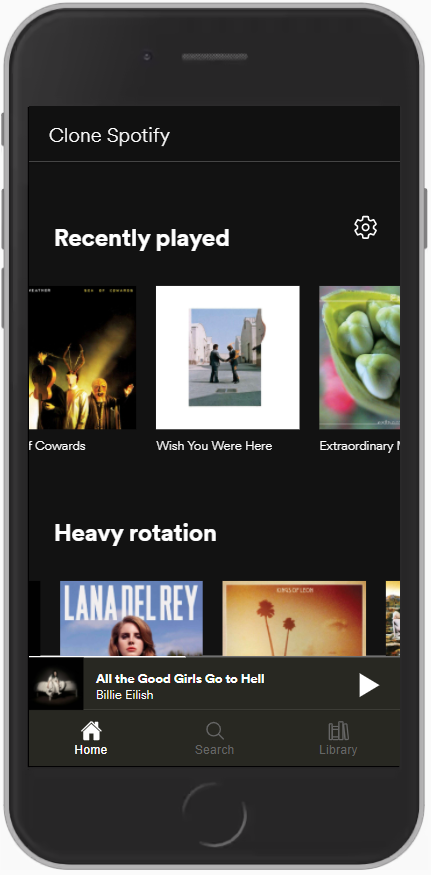 Clone Spotify
Recently played
HEATHER
SEA OF COWARDS
f Cowards
Wish You Were Here
Extraordinary M
Heavy rotation
LANA DEL REY
KINGS OF LEON
All the Good Girls Go to Hell
Billie Eilish
Home
Search
Library